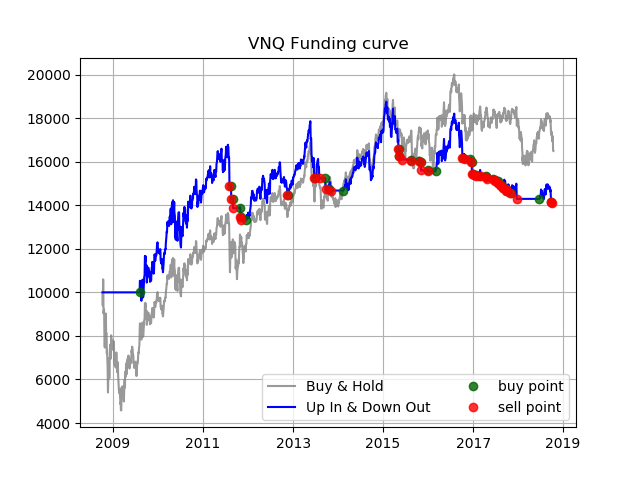 VNQ Funding curve
20000
18000
16000
14000
12000
10000
8000
6000
4000
Buy & Hold
Up In & Down Out
buy point
sell point
2009 2011 2013 2015 2017 2019